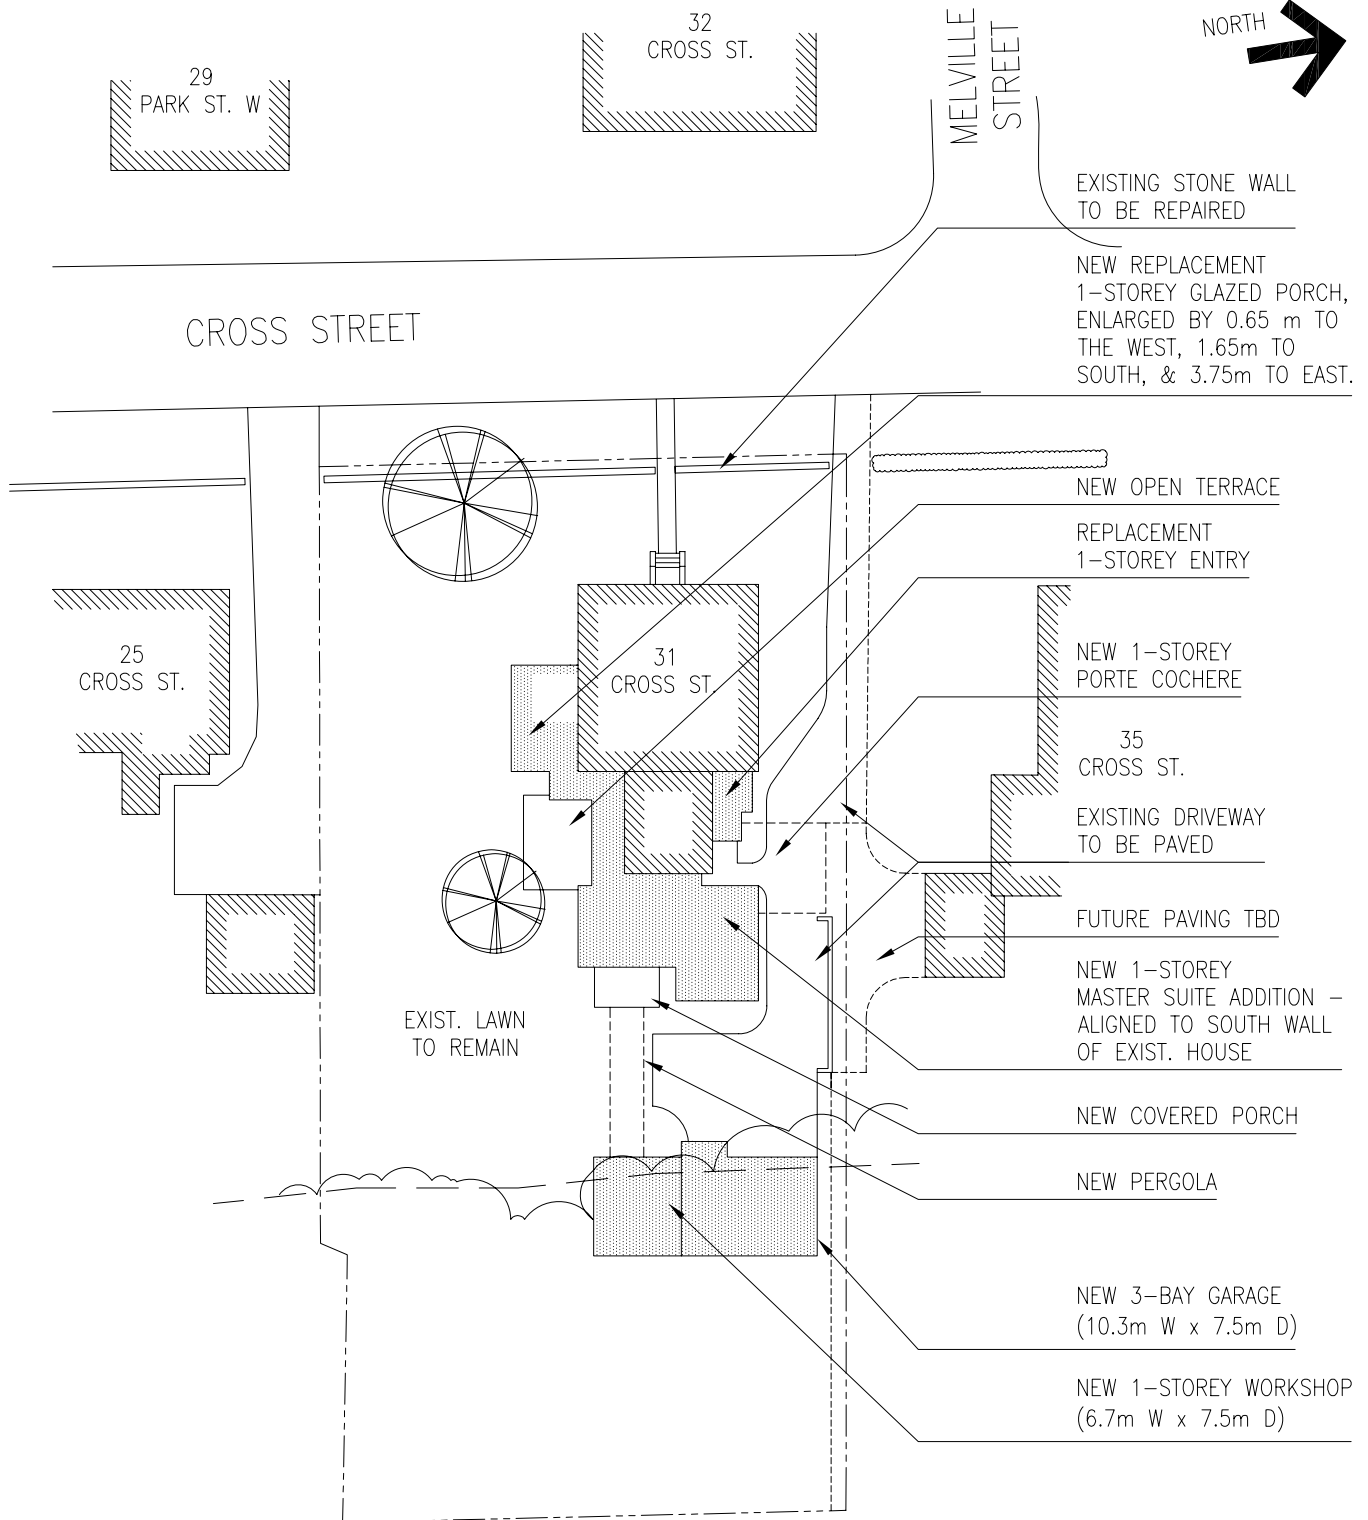 32
CROSS ST.
MELVILLE
STREET
NORTH
29
PARK ST. W
EXISTING STONE WALL
TO BE REPAIRED
NEW REPLACEMENT
1-STOREY GLAZED PORCH,
ENLARGED BY 0.65 m TO
THE WEST, 1.65m TO
SOUTH, & 3.75m TO EAST.
CROSS STREET
NEW OPEN TERRACE
REPLACEMENT
1-STOREY ENTRY
25
CROSS ST.
31
CROSS ST.
NEW 1-STOREY
PORTE COCHERE
35
CROSS ST.
EXISTING DRIVEWAY
TO BE PAVED
FUTURE PAVING TBD
NEW 1-STOREY
MASTER SUITE ADDITION -
ALIGNED TO SOUTH WALL
OF EXIST. HOUSE
EXIST. LAWN
TO REMAIN
NEW COVERED PORCH
NEW PERGOLA
NEW 3-BAY GARAGE
(10.3m W x 7.5m D)
NEW 1-STOREY WORKSHOP
(6.7m W x 7.5m D)